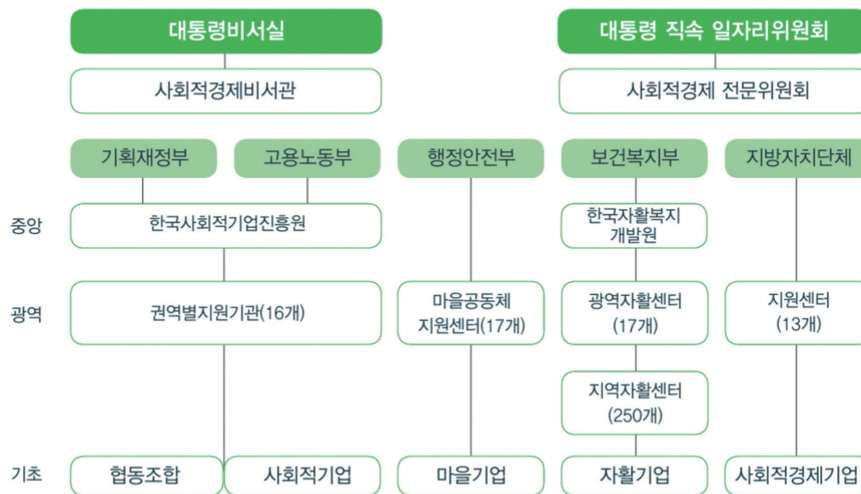 대통령비서실
대통령 직속 일자리위원회
사회적경제비서관
사회적경제 전문위원회
기획재정부
고용노동부
행정안전부
보건복지부
지방자치단체
중앙
한국사회적기업진흥원
한국자활복지
개발원
광역
권역별지원기관(16개)
마을공동체
지원센터(17개)
광역자활센터
(17개)
지원센터
(13개)
지역자활센터
(250개)
기초
협동조합
사회적기업
마을기업
자활기업
사회적경제기업